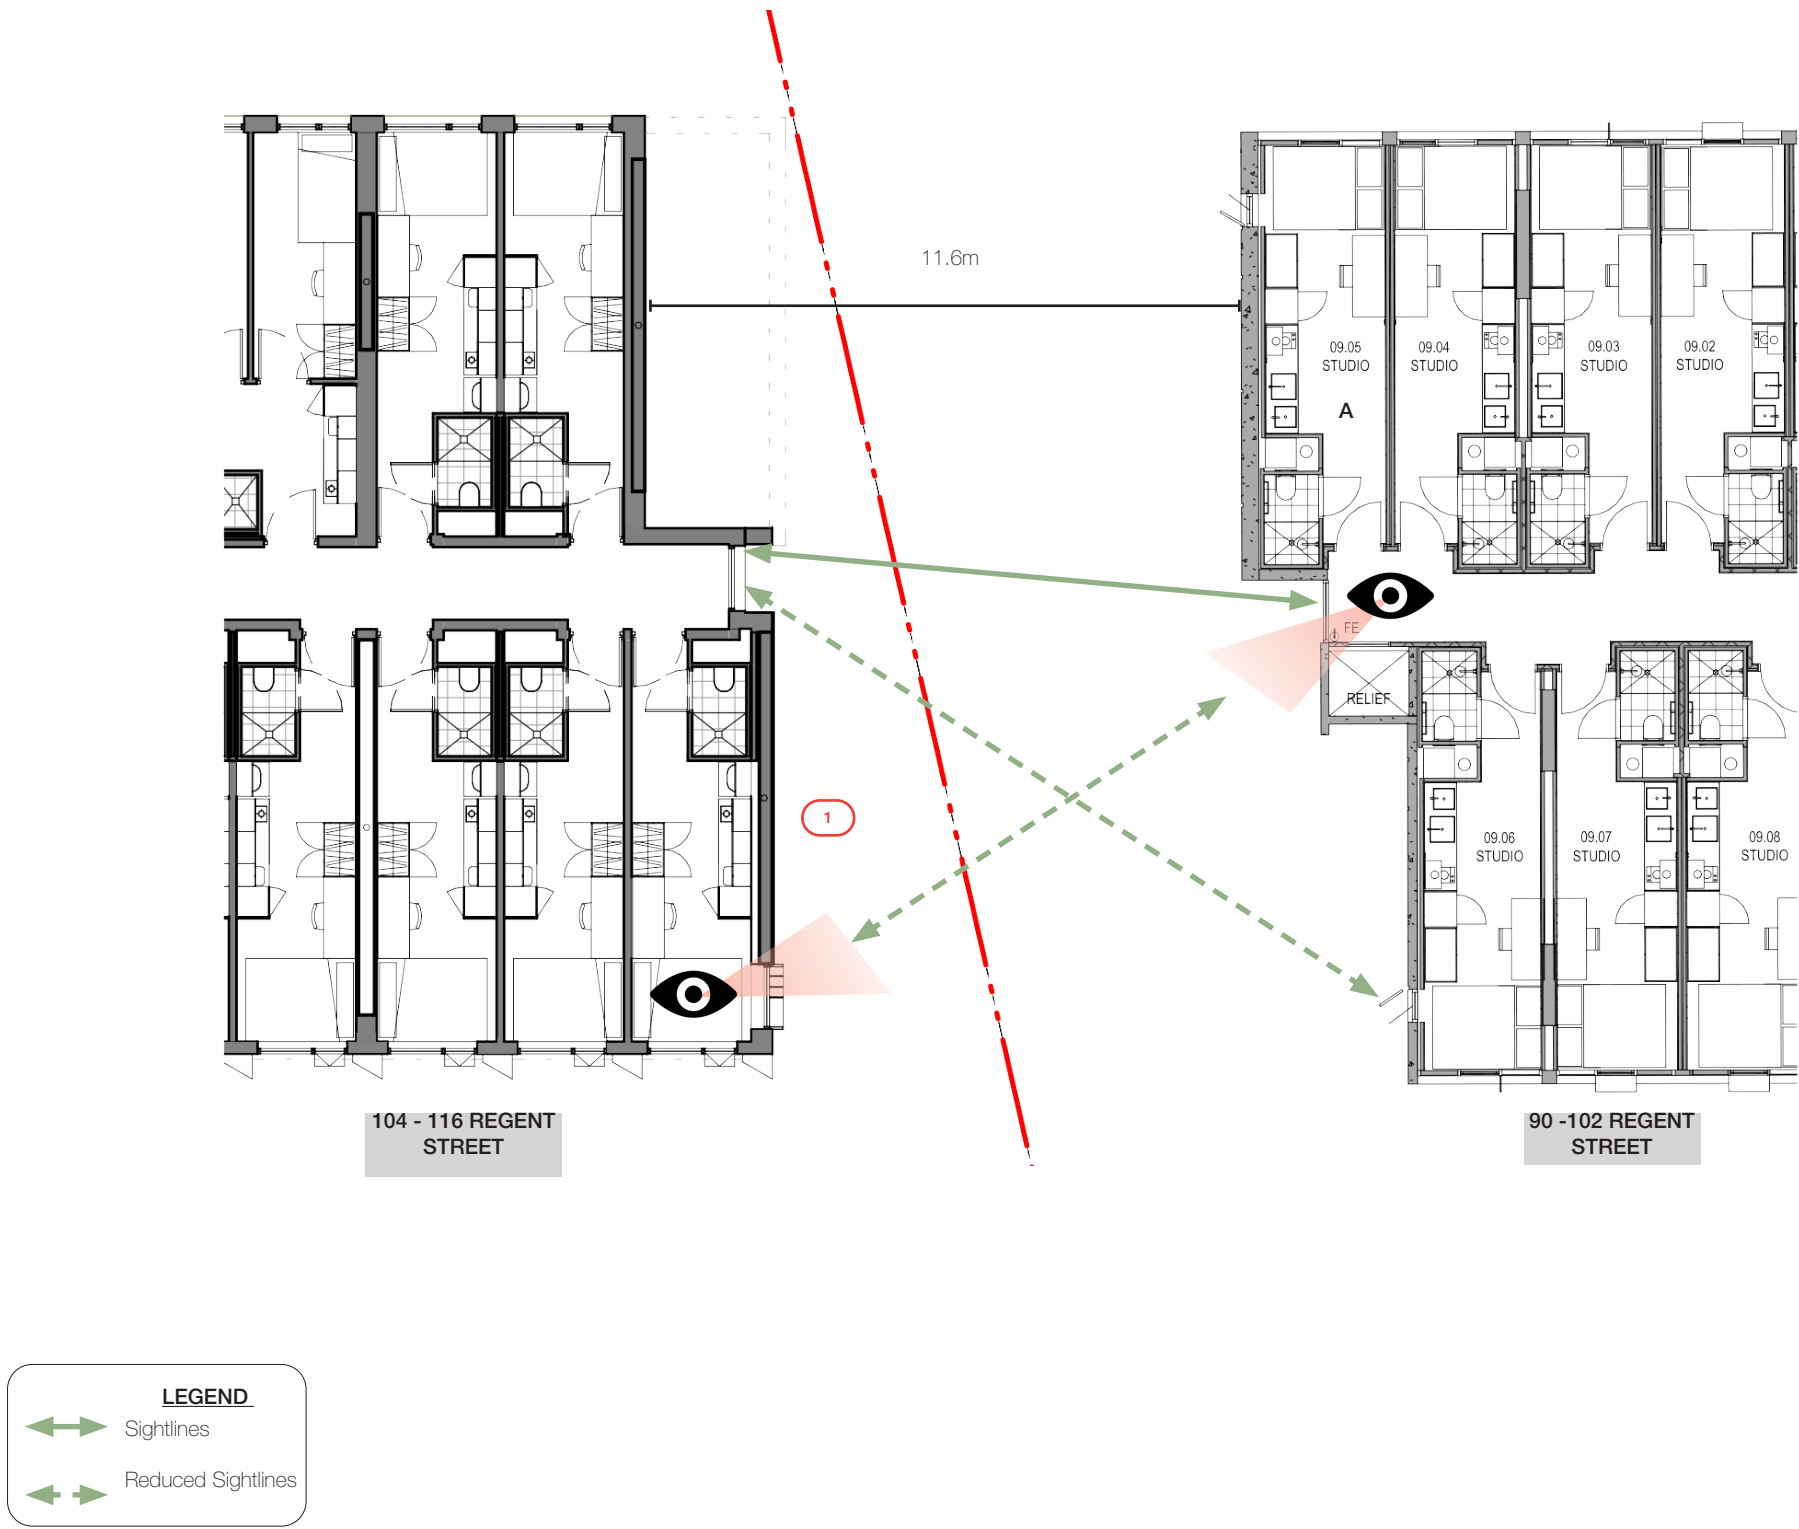 11.6m
09.05
STUDIO
09.04
STUDIO
09.03
STUDIO
09.02
STUDIO
A
FE
RELIEF
1
09.06
STUDIO
09.07
STUDIO
09.08
STUDIO
104 - 116 REGENT
STREET
90 -102 REGENT
STREET
LEGEND
Sightlines
Reduced Sightlines